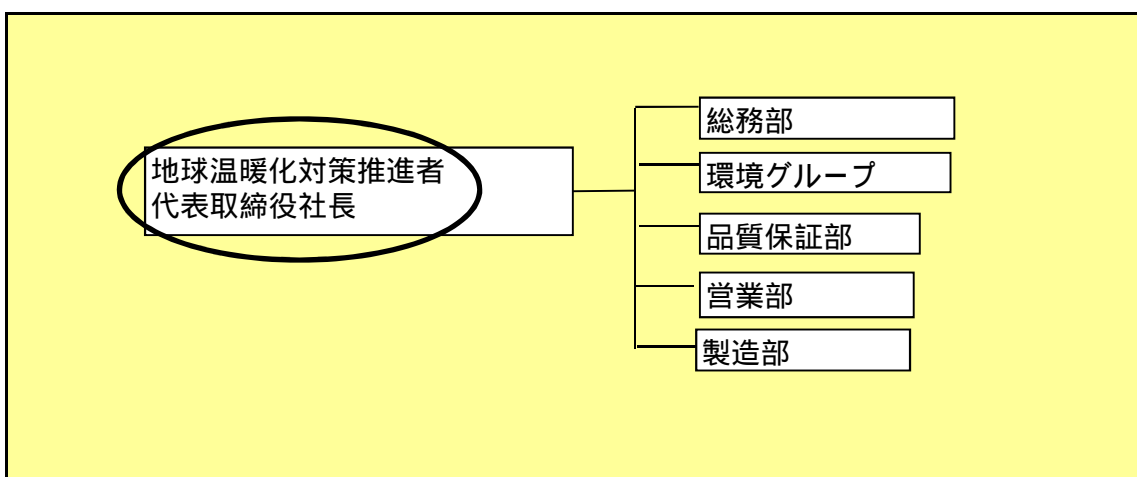 地球温暖化対策推進者
代表取締役社長
総務部
環境グループ
品質保証部
営業部
製造部